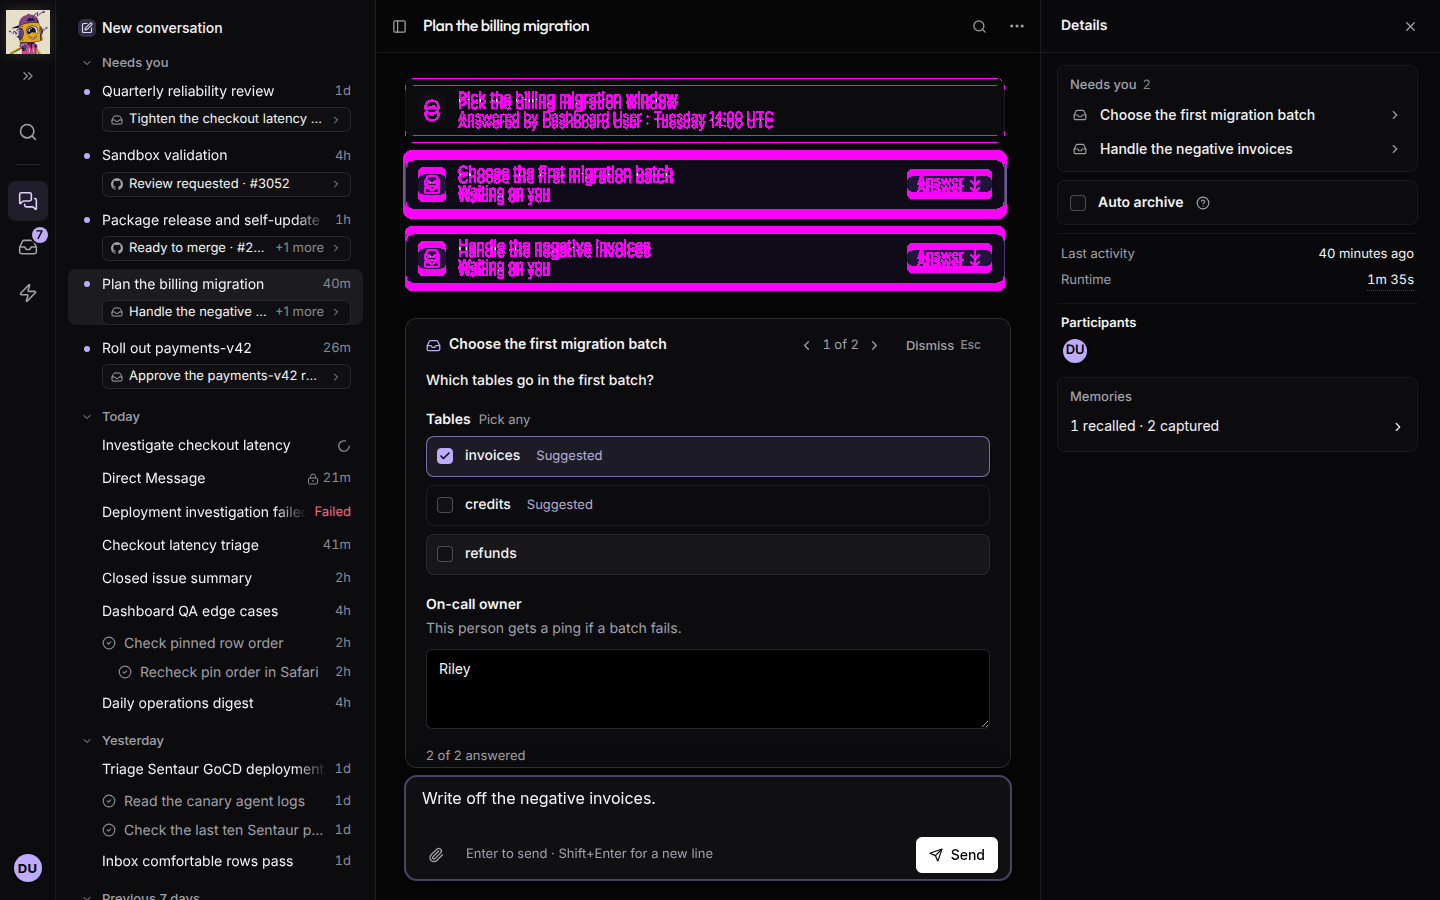 New conversation
Needs you
Quarterly reliability review 1d
Tighten the checkout latency ...
Sandbox validation 4h
Review requested · #3052
Package release and self-update 1h
7
Ready to merge · #2... +1 more
Plan the billing migration 40m
Handle the negative ... +1 more
Roll out payments-v42 26m
Approve the payments-v42 r...
Today
Investigate checkout latency
Direct Message 21m
Deployment investigation failed Failed
Checkout latency triage 41m
Closed issue summary 2h
Dashboard QA edge cases 4h
Check pinned row order 2h
Recheck pin order in Safari 2h
Daily operations digest 4h
Yesterday
Triage Sentaur GoCD deployment 1d
Read the canary agent logs 1d
Check the last ten Sentaur p... 1d
Inbox comfortable rows pass 1d
Previous 7 days
DU
Plan the billing migration
Pick the billing migration window
Answered by Dashboard User · Tuesday 14:00 UTC
Choose the first migration batch
Waiting on you
Answer
Handle the negative invoices
Waiting on you
Answer
Choose the first migration batch 1 of 2 Dismiss Esc
Which tables go in the first batch?
Tables Pick any
invoices Suggested
credits Suggested
refunds
On-call owner
This person gets a ping if a batch fails.
Riley
2 of 2 answered
Write off the negative invoices.
Enter to send · Shift+Enter for a new line
Send
Details
Needs you 2
Choose the first migration batch
Handle the negative invoices
Auto archive
Last activity 40 minutes ago
Runtime 1m 35s
Participants
DU
Memories
1 recalled · 2 captured